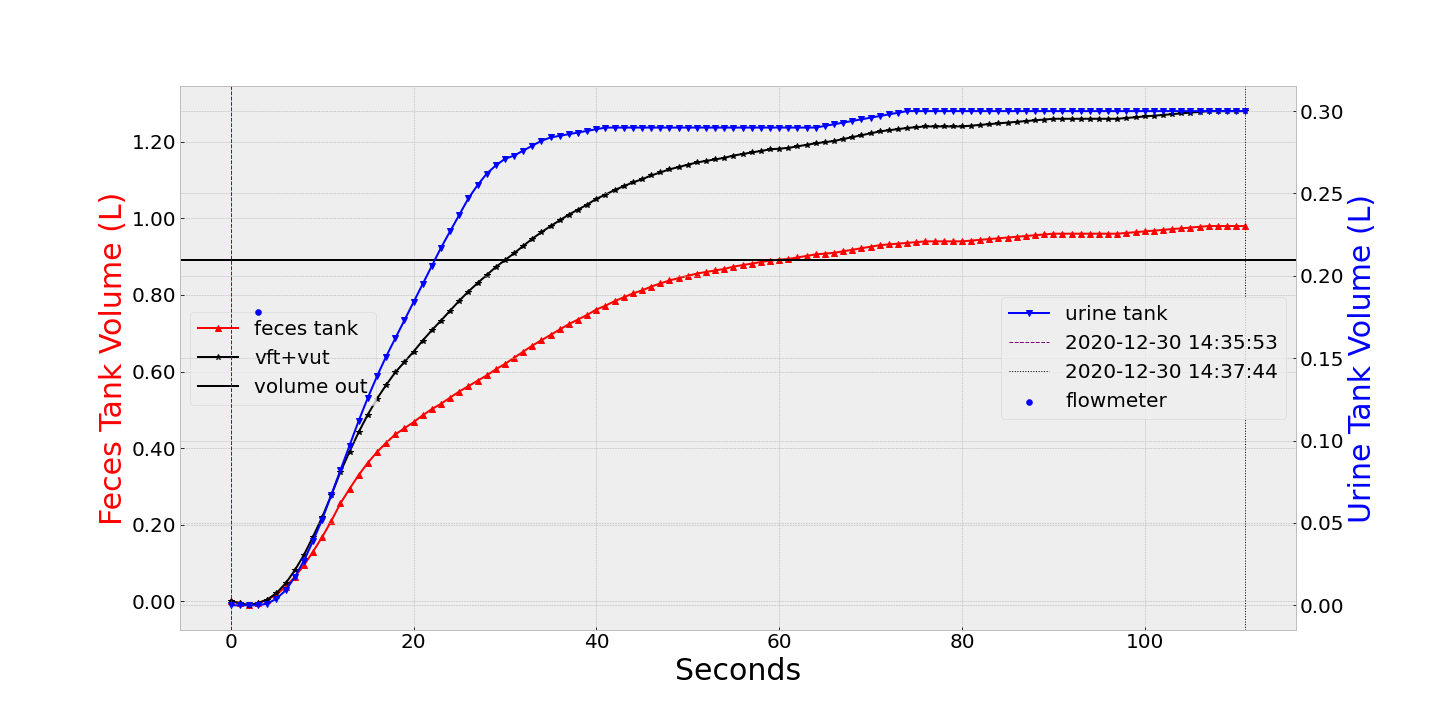 Feces Tank Volume (L)
1.20
1.00
0.80
0.60
0.40
0.20
0.00
feces tank
vft+vut
volume out
urine tank
2020-12-30 14:35:53
2020-12-30 14:37:44
flowmeter
0.30
0.25
0.20
0.15
0.10
0.05
0.00
Urine Tank Volume (L)
0 20 40 60 80 100
Seconds